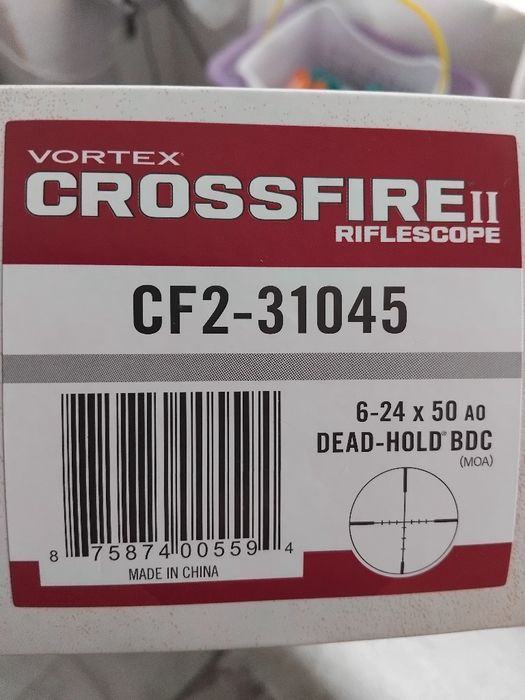 VORTEX
CROSSFIRE II
RIFLESCOPE
CF2-31045
6-24 x 50 AO
DEAD-HOLD® BDC
(MOA)
8 75874 00559 4
MADE IN CHINA